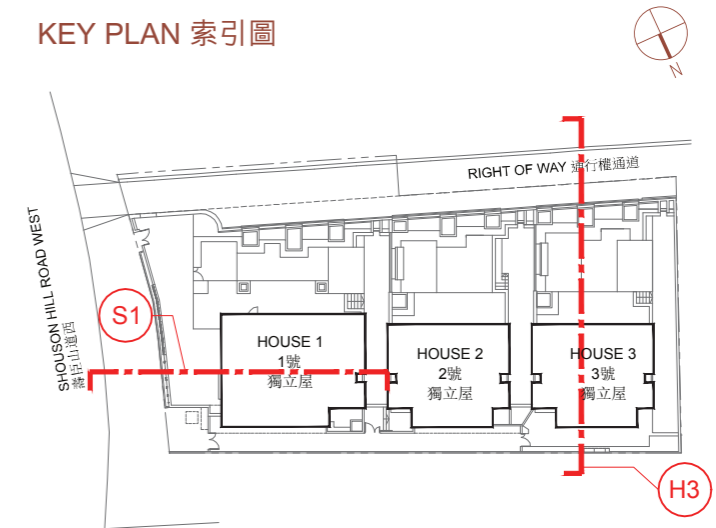 KEY PLAN 索引圖
N
RIGHT OF WAY 通行權通道
SHOUSON HILL ROAD WEST
壽臣山道西
S1
HOUSE 1
1號
獨立屋
HOUSE 2
2號
獨立屋
HOUSE 3
3號
獨立屋
H3